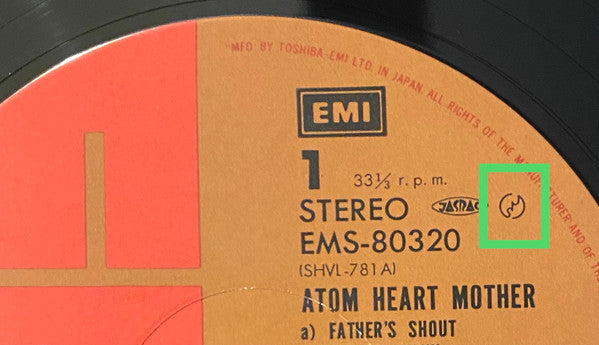 MFD BY TOSHIBA-EMI LTD. IN JAPAN. ALL RIGHTS OF THE MANUFACTURER AND OF THE
EMI
1 33⅓ r.p.m.
STEREO JASRAC
EMS-80320
(SHVL-781A)
ATOM HEART MOTHER
a) FATHER'S SHOUT